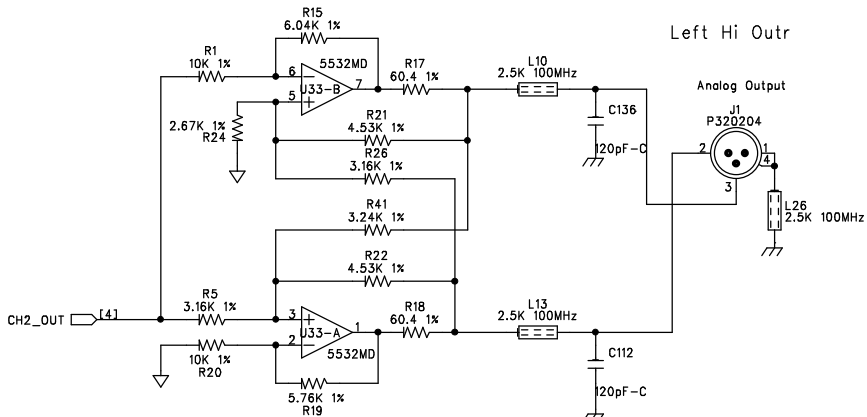 Left Hi Outr
R15
6.04K 1%
R1
10K 1%
6
5
7
5532MD
U33-B
R17
60.4 1%
L10
2.5K 100MHz
Analog Output
J1
P320204
2
1
4
3
C136
120pF-C
2.67K 1%
R24
R21
4.53K 1%
R26
3.16K 1%
R41
3.24K 1%
R22
4.53K 1%
L26
2.5K 100MHz
CH2_OUT
[4]
R5
3.16K 1%
3
2
1
U33-A
5532MD
R18
60.4 1%
L13
2.5K 100MHz
10K 1%
R20
5.76K 1%
R19
C112
120pF-C